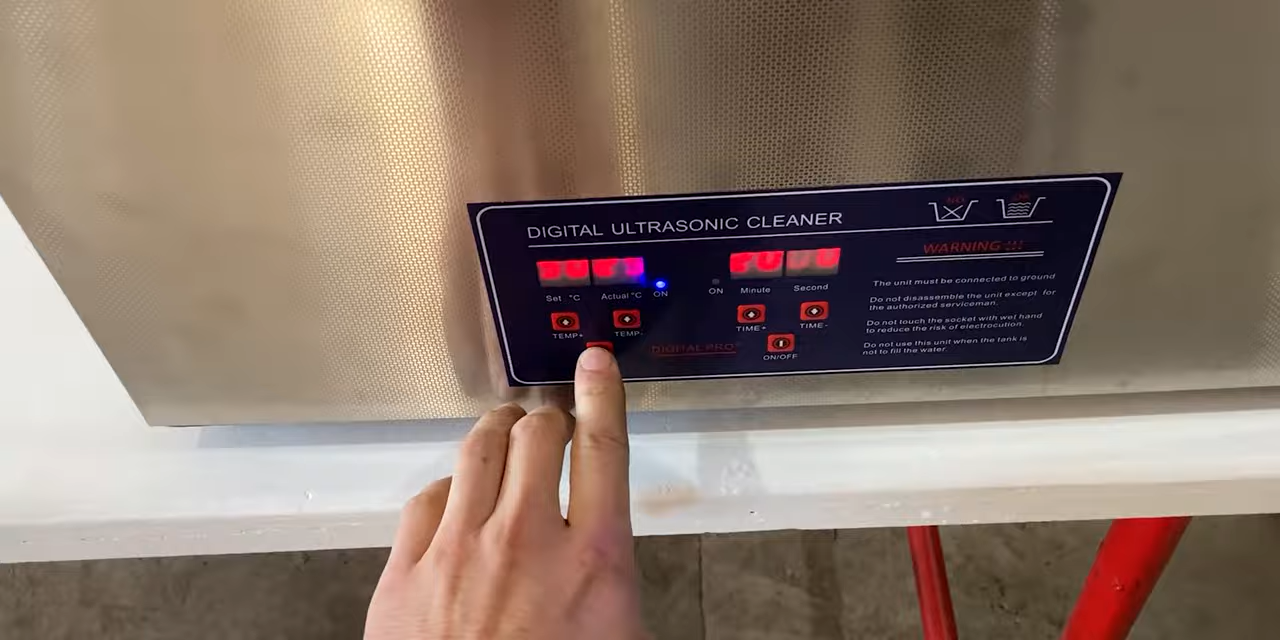 DIGITAL ULTRASONIC CLEANER
NO
OK
WARNING !!!
Set °C
Actual °C
ON
ON
Minute
Second
TEMP+
TEMP-
TIME+
TIME-
DIGITAL PRO+
ON/OFF
The unit must be connected to ground
Do not disassemble the unit except for
the authorized serviceman.
Do not touch the socket with wet hand
to reduce the risk of electrocution.
Do not use this unit when the tank is
not to fill the water.